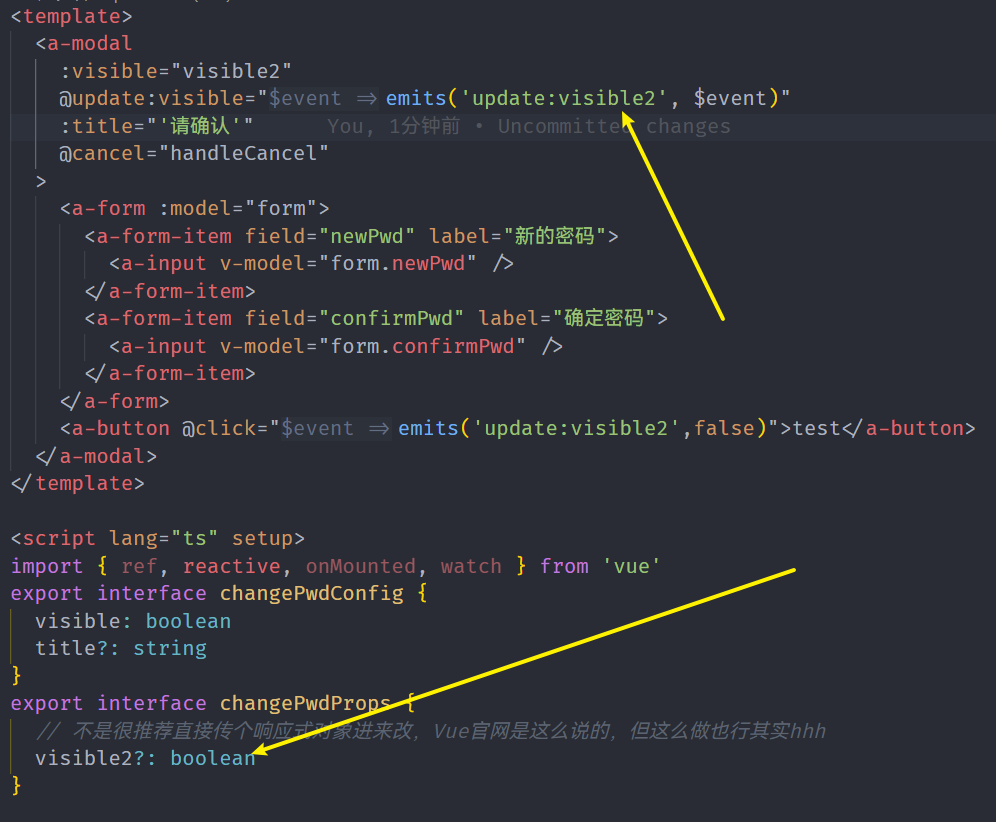 <template>
  <a-modal
    :visible="visible2"
    @update:visible="$event => emits('update:visible2', $event)"
    :title="'请确认'"      You, 1分钟前 • Uncommitted changes
    @cancel="handleCancel"
  >
    <a-form :model="form">
      <a-form-item field="newPwd" label="新的密码">
        <a-input v-model="form.newPwd" />
      </a-form-item>
      <a-form-item field="confirmPwd" label="确定密码">
        <a-input v-model="form.confirmPwd" />
      </a-form-item>
    </a-form>
    <a-button @click="$event => emits('update:visible2',false)">test</a-button>
  </a-modal>
</template>

<script lang="ts" setup>
import { ref, reactive, onMounted, watch } from 'vue'
export interface changePwdConfig {
  visible: boolean
  title?: string
}
export interface changePwdProps {
  // 不是很推荐直接传个响应式对象进来改, Vue官网是这么说的, 但这么做也行其实hhh
  visible2?: boolean
}